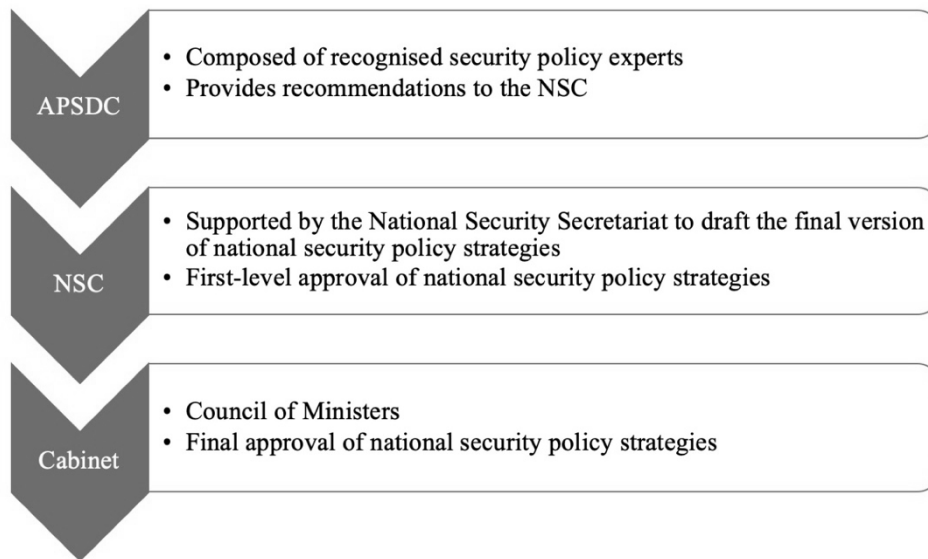 APSDC
• Composed of recognised security policy experts
• Provides recommendations to the NSC
NSC
• Supported by the National Security Secretariat to draft the final version
of national security policy strategies
• First-level approval of national security policy strategies
Cabinet
• Council of Ministers
• Final approval of national security policy strategies